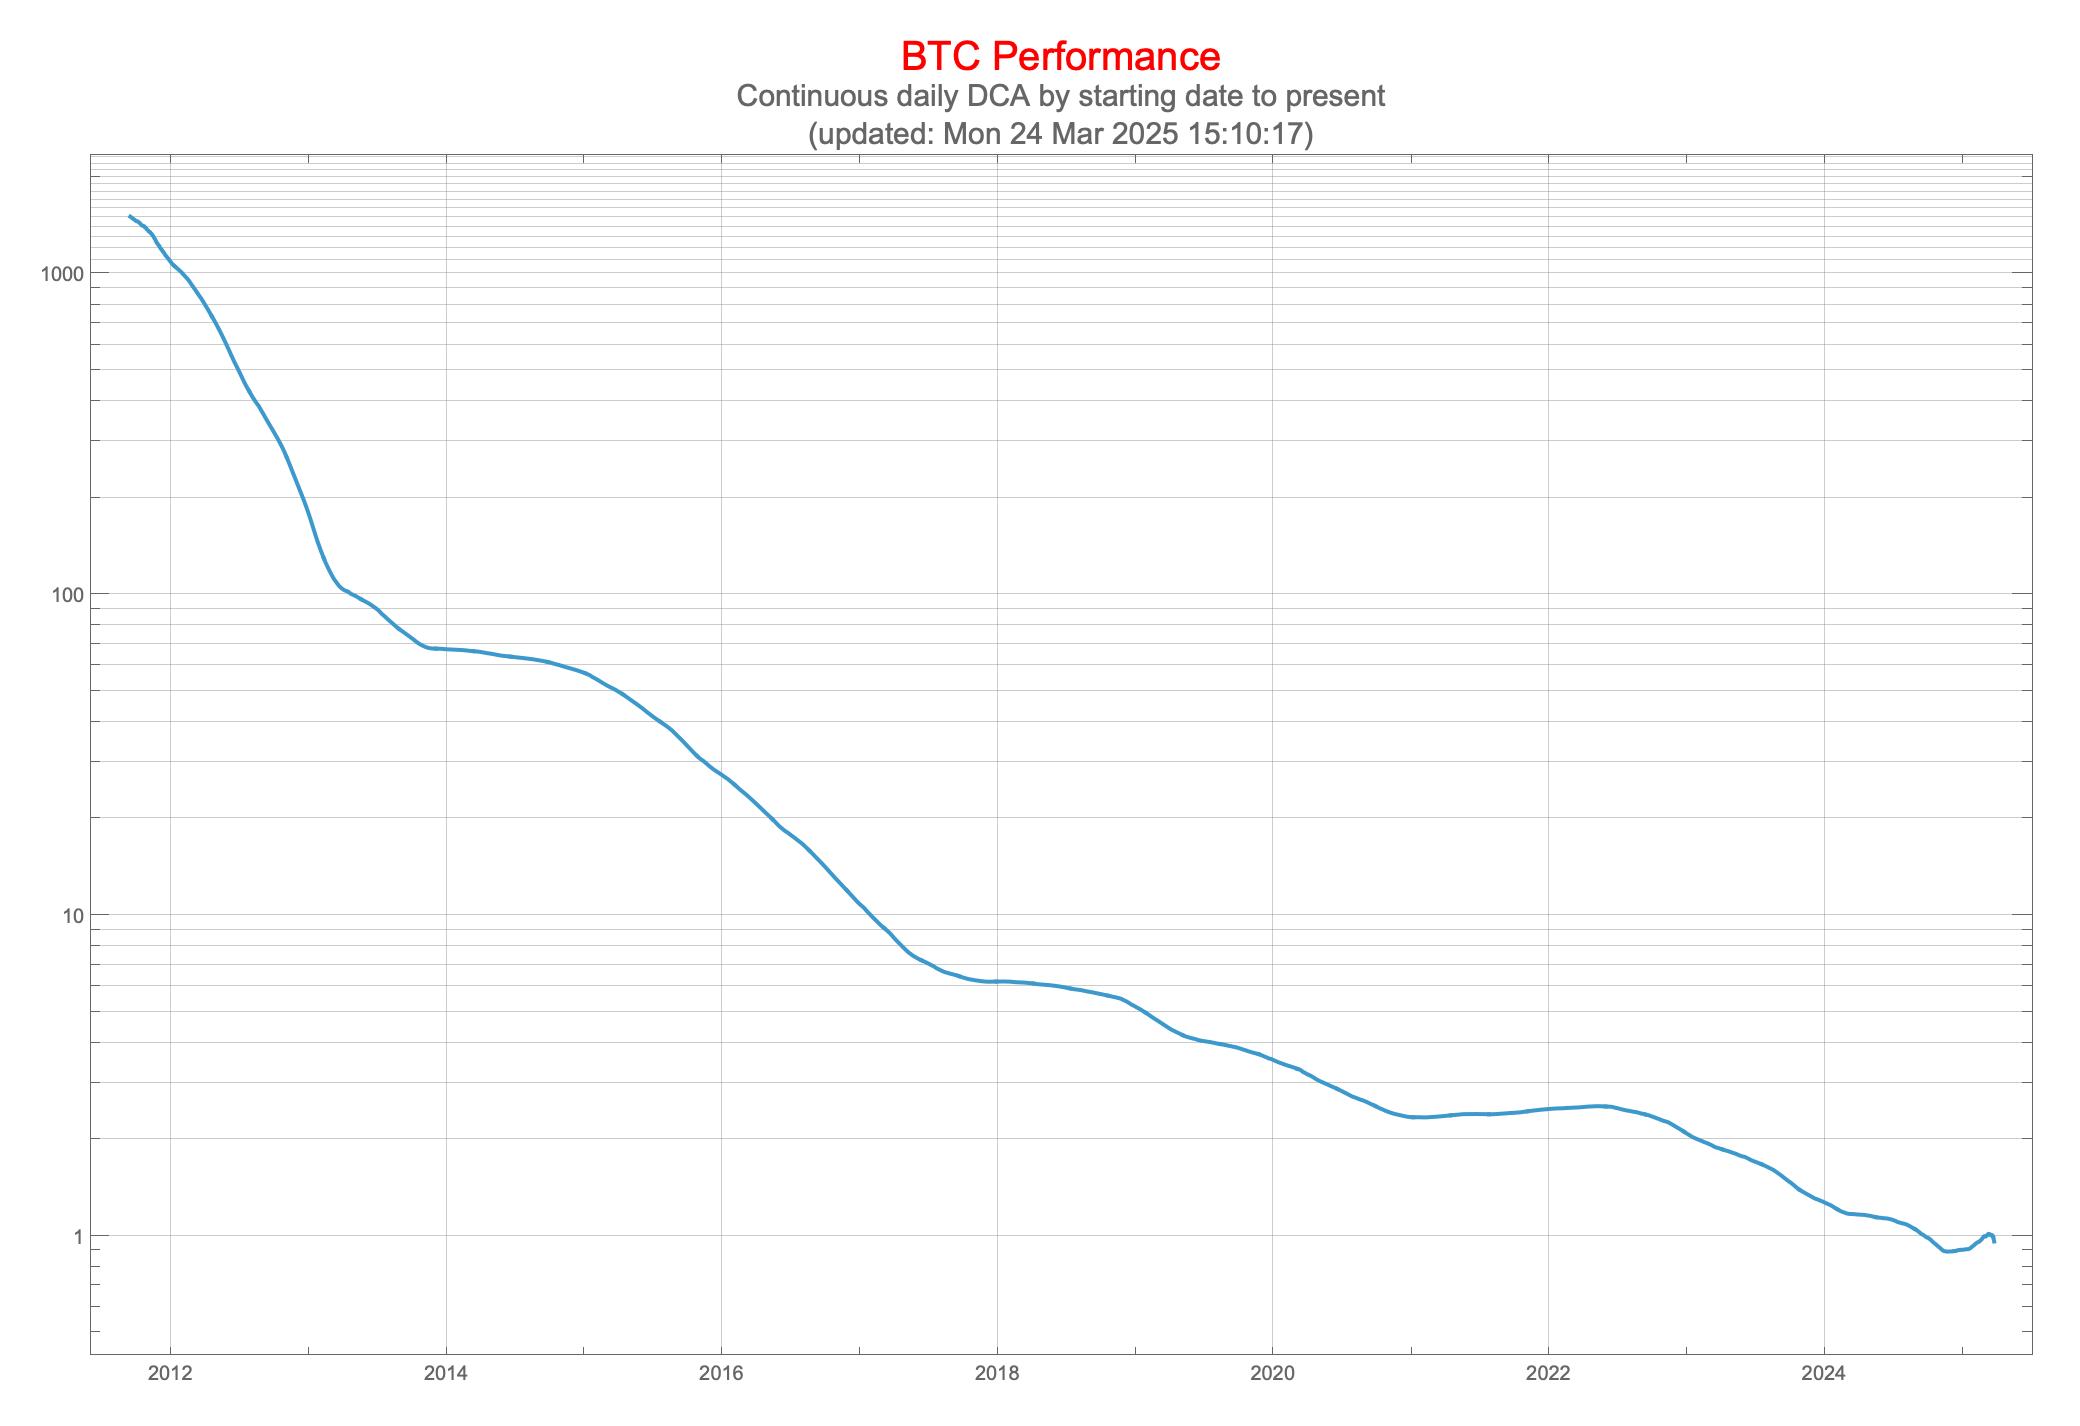 BTC Performance
Continuous daily DCA by starting date to present
(updated: Mon 24 Mar 2025 15:10:17)
1000
100
10
1
2012 2014 2016 2018 2020 2022 2024